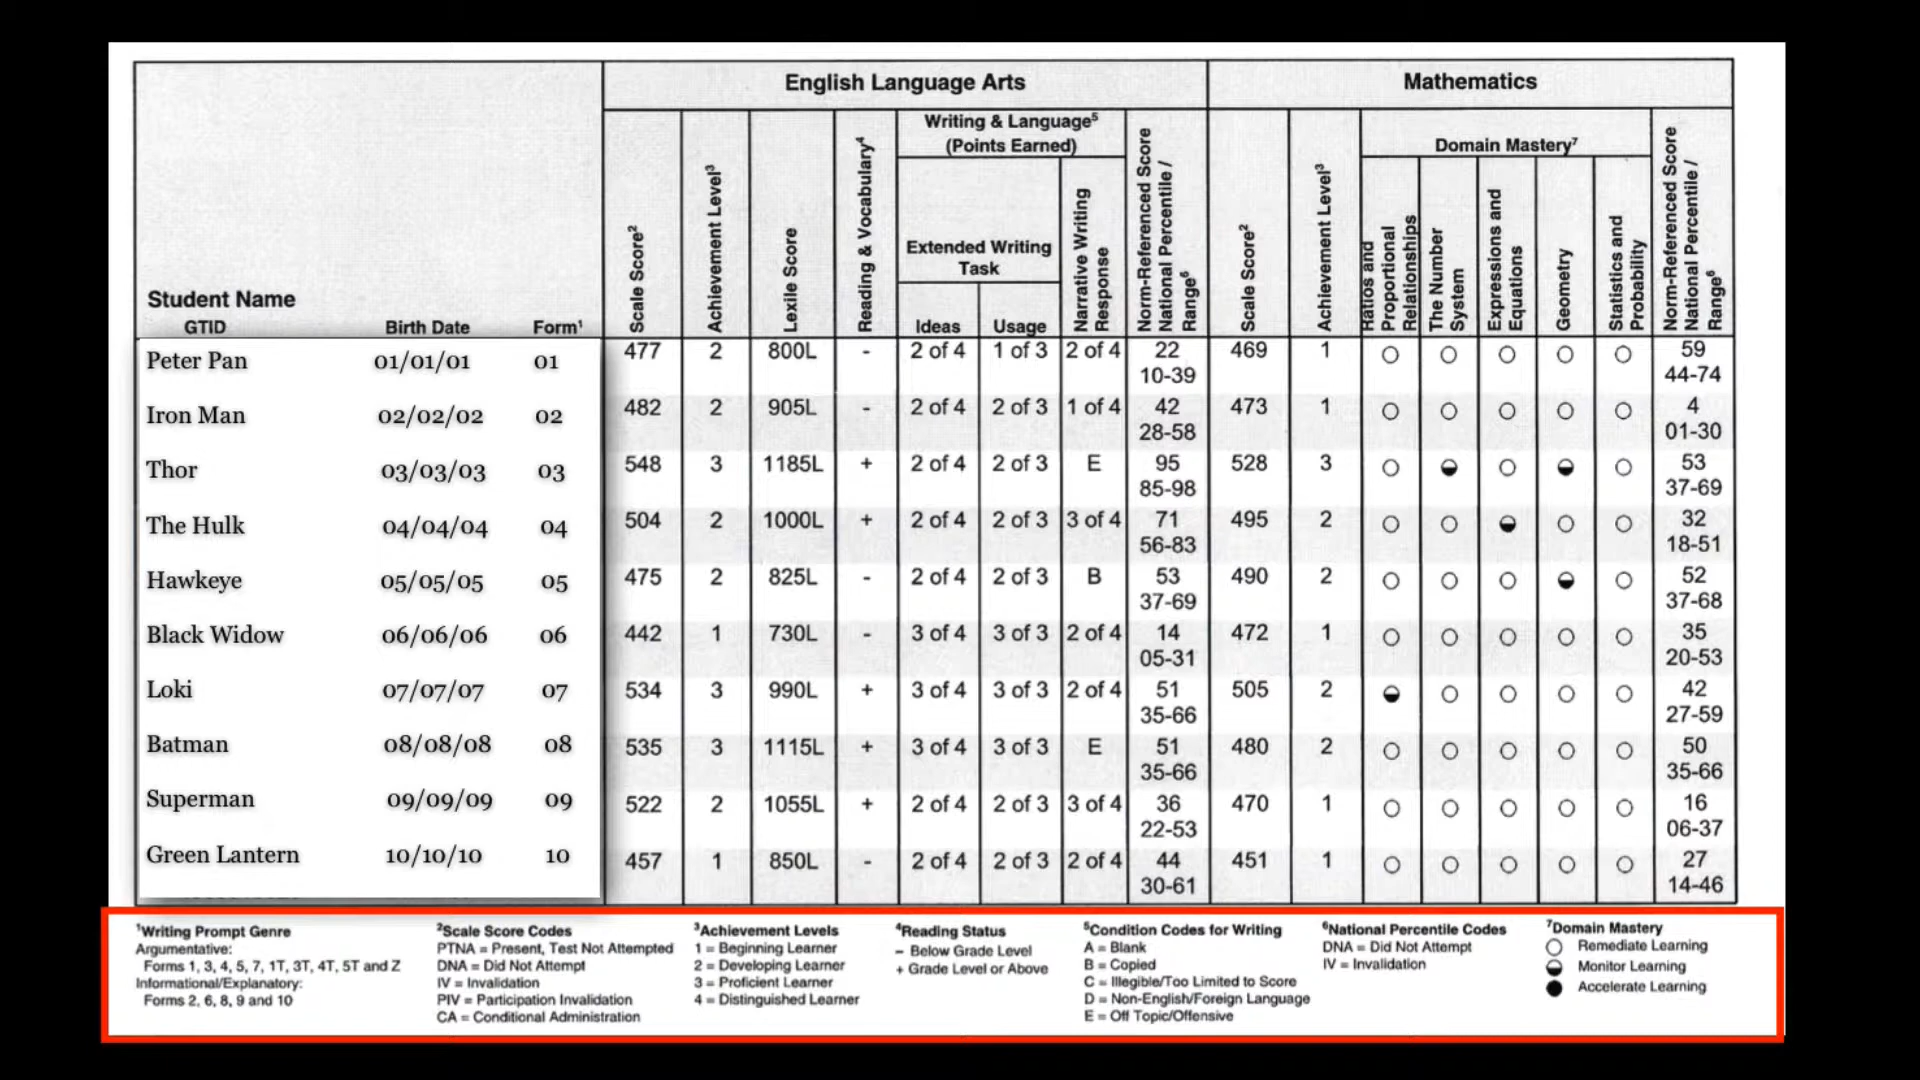 English Language Arts
Mathematics
Writing & Language⁵
(Points Earned)
Domain Mastery⁷
Extended Writing
Task
Student Name
GTID Birth Date Form¹
Scale Score²
Achievement Level³
Lexile Score
Reading & Vocabulary⁴
Ideas
Usage
Narrative Writing
Response
Norm-Referenced Score
National Percentile /
Range⁶
Scale Score²
Achievement Level³
Ratios and
Proportional
Relationships
The Number
System
Expressions and
Equations
Geometry
Statistics and
Probability
Norm-Referenced Score
National Percentile /
Range⁶
Peter Pan 01/01/01 01 477 2 800L - 2 of 4 1 of 3 2 of 4 22 469 1 59
10-39 44-74
Iron Man 02/02/02 02 482 2 905L - 2 of 4 2 of 3 1 of 4 42 473 1 4
28-58 01-30
Thor 03/03/03 03 548 3 1185L + 2 of 4 2 of 3 E 95 528 3 53
85-98 37-69
The Hulk 04/04/04 04 504 2 1000L + 2 of 4 2 of 3 3 of 4 71 495 2 32
56-83 18-51
Hawkeye 05/05/05 05 475 2 825L - 2 of 4 2 of 3 B 53 490 2 52
37-69 37-68
Black Widow 06/06/06 06 442 1 730L - 3 of 4 3 of 3 2 of 4 14 472 1 35
05-31 20-53
Loki 07/07/07 07 534 3 990L + 3 of 4 3 of 3 2 of 4 51 505 2 42
35-66 27-59
Batman 08/08/08 08 535 3 1115L + 3 of 4 3 of 3 E 51 480 2 50
35-66 35-66
Superman 09/09/09 09 522 2 1055L + 2 of 4 2 of 3 3 of 4 36 470 1 16
22-53 06-37
Green Lantern 10/10/10 10 457 1 850L - 2 of 4 2 of 3 2 of 4 44 451 1 27
30-61 14-46
¹Writing Prompt Genre
Argumentative:
Forms 1, 3, 4, 5, 7, 1T, 3T, 4T, 5T and Z
Informational/Explanatory:
Forms 2, 6, 8, 9 and 10
²Scale Score Codes
PTNA = Present, Test Not Attempted
DNA = Did Not Attempt
IV = Invalidation
PIV = Participation Invalidation
CA = Conditional Administration
³Achievement Levels
1 = Beginning Learner
2 = Developing Learner
3 = Proficient Learner
4 = Distinguished Learner
⁴Reading Status
– Below Grade Level
+ Grade Level or Above
⁵Condition Codes for Writing
A = Blank
B = Copied
C = Illegible/Too Limited to Score
D = Non-English/Foreign Language
E = Off Topic/Offensive
⁶National Percentile Codes
DNA = Did Not Attempt
IV = Invalidation
⁷Domain Mastery
Remediate Learning
Monitor Learning
Accelerate Learning